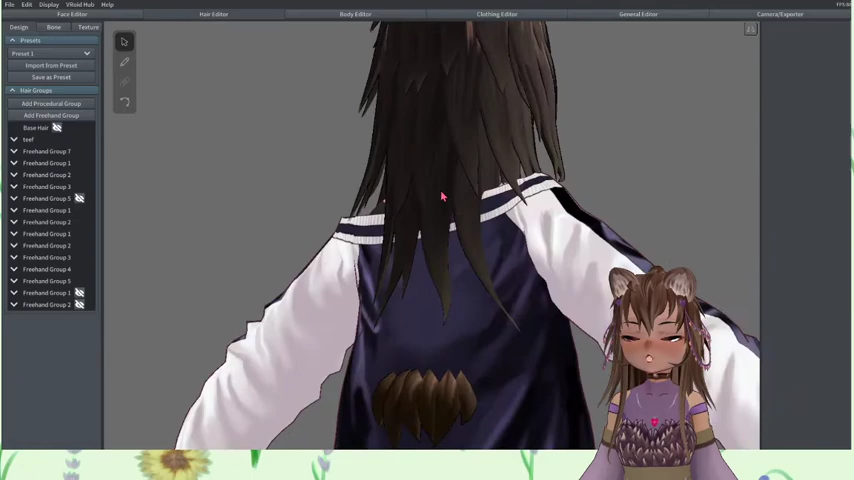 File Edit Display VRoid Hub Help
Face Editor Hair Editor Body Editor Clothing Editor General Editor Camera/Exporter
Design Bone Texture
Presets
Preset 1
Import from Preset
Save as Preset
Hair Groups
Add Procedural Group
Add Freehand Group
Base Hair
teef
Freehand Group 7
Freehand Group 1
Freehand Group 2
Freehand Group 3
Freehand Group 5
Freehand Group 1
Freehand Group 2
Freehand Group 1
Freehand Group 2
Freehand Group 3
Freehand Group 4
Freehand Group 5
Freehand Group 1
Freehand Group 2